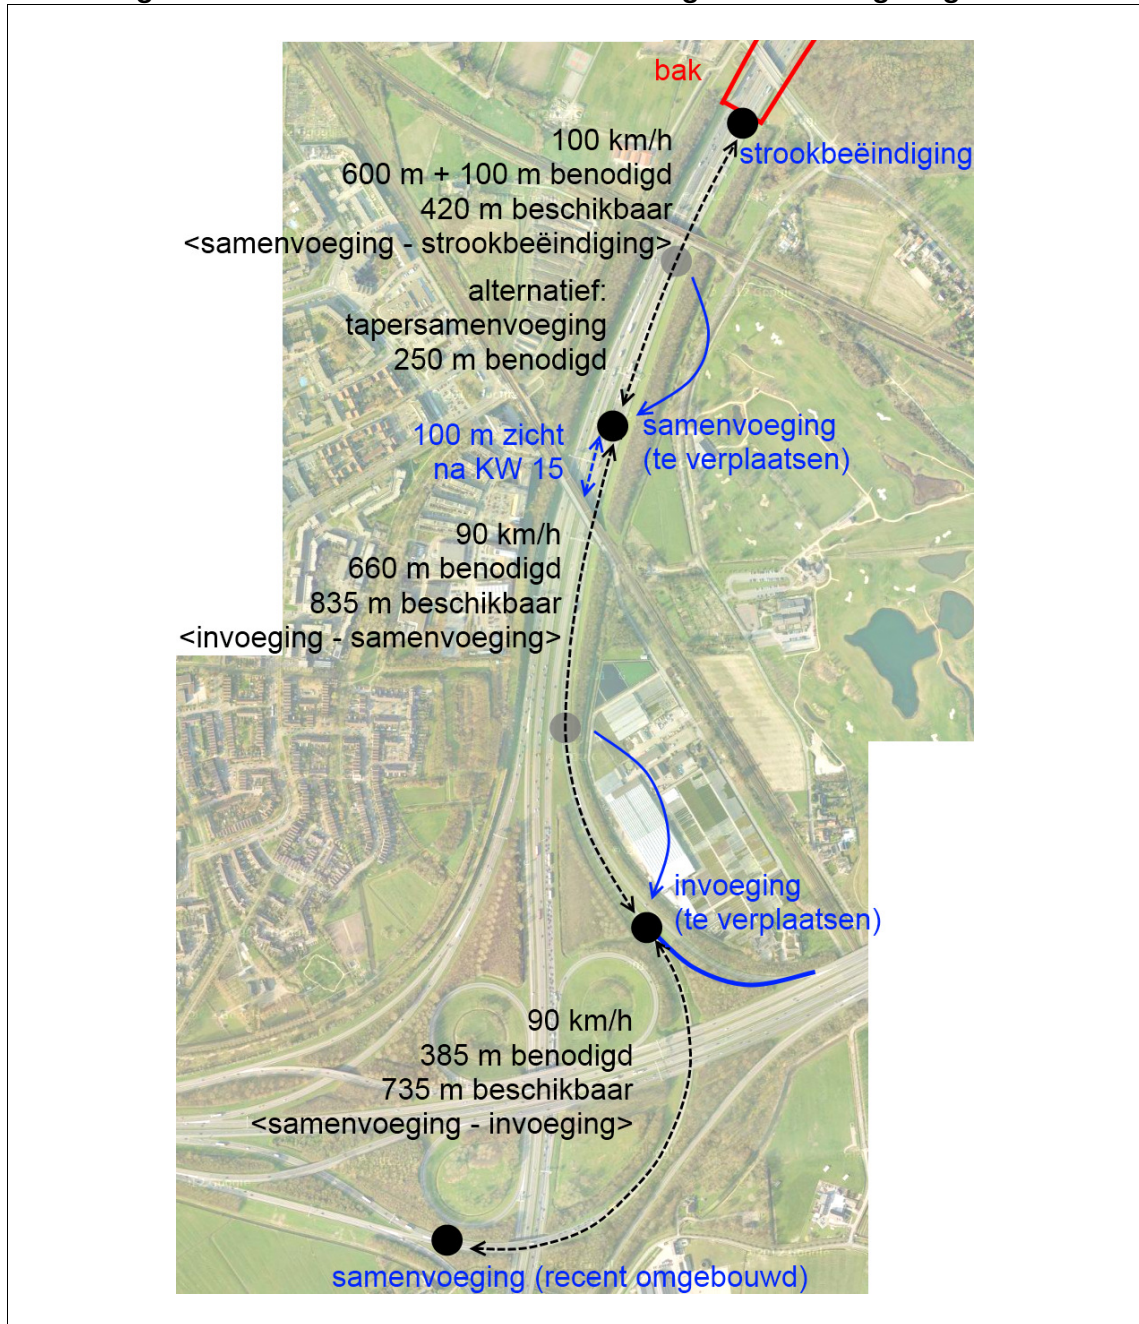 bak
strookbeëindiging
100 km/h
600 m + 100 m benodigd
420 m beschikbaar
<samenvoeging - strookbeëindiging>
alternatief:
tapersamenvoeging
250 m benodigd
samenvoeging
(te verplaatsen)
100 m zicht
na KW 15
90 km/h
660 m benodigd
835 m beschikbaar
<invoeging - samenvoeging>
invoeging
(te verplaatsen)
90 km/h
385 m benodigd
735 m beschikbaar
<samenvoeging - invoeging>
samenvoeging (recent omgebouwd)